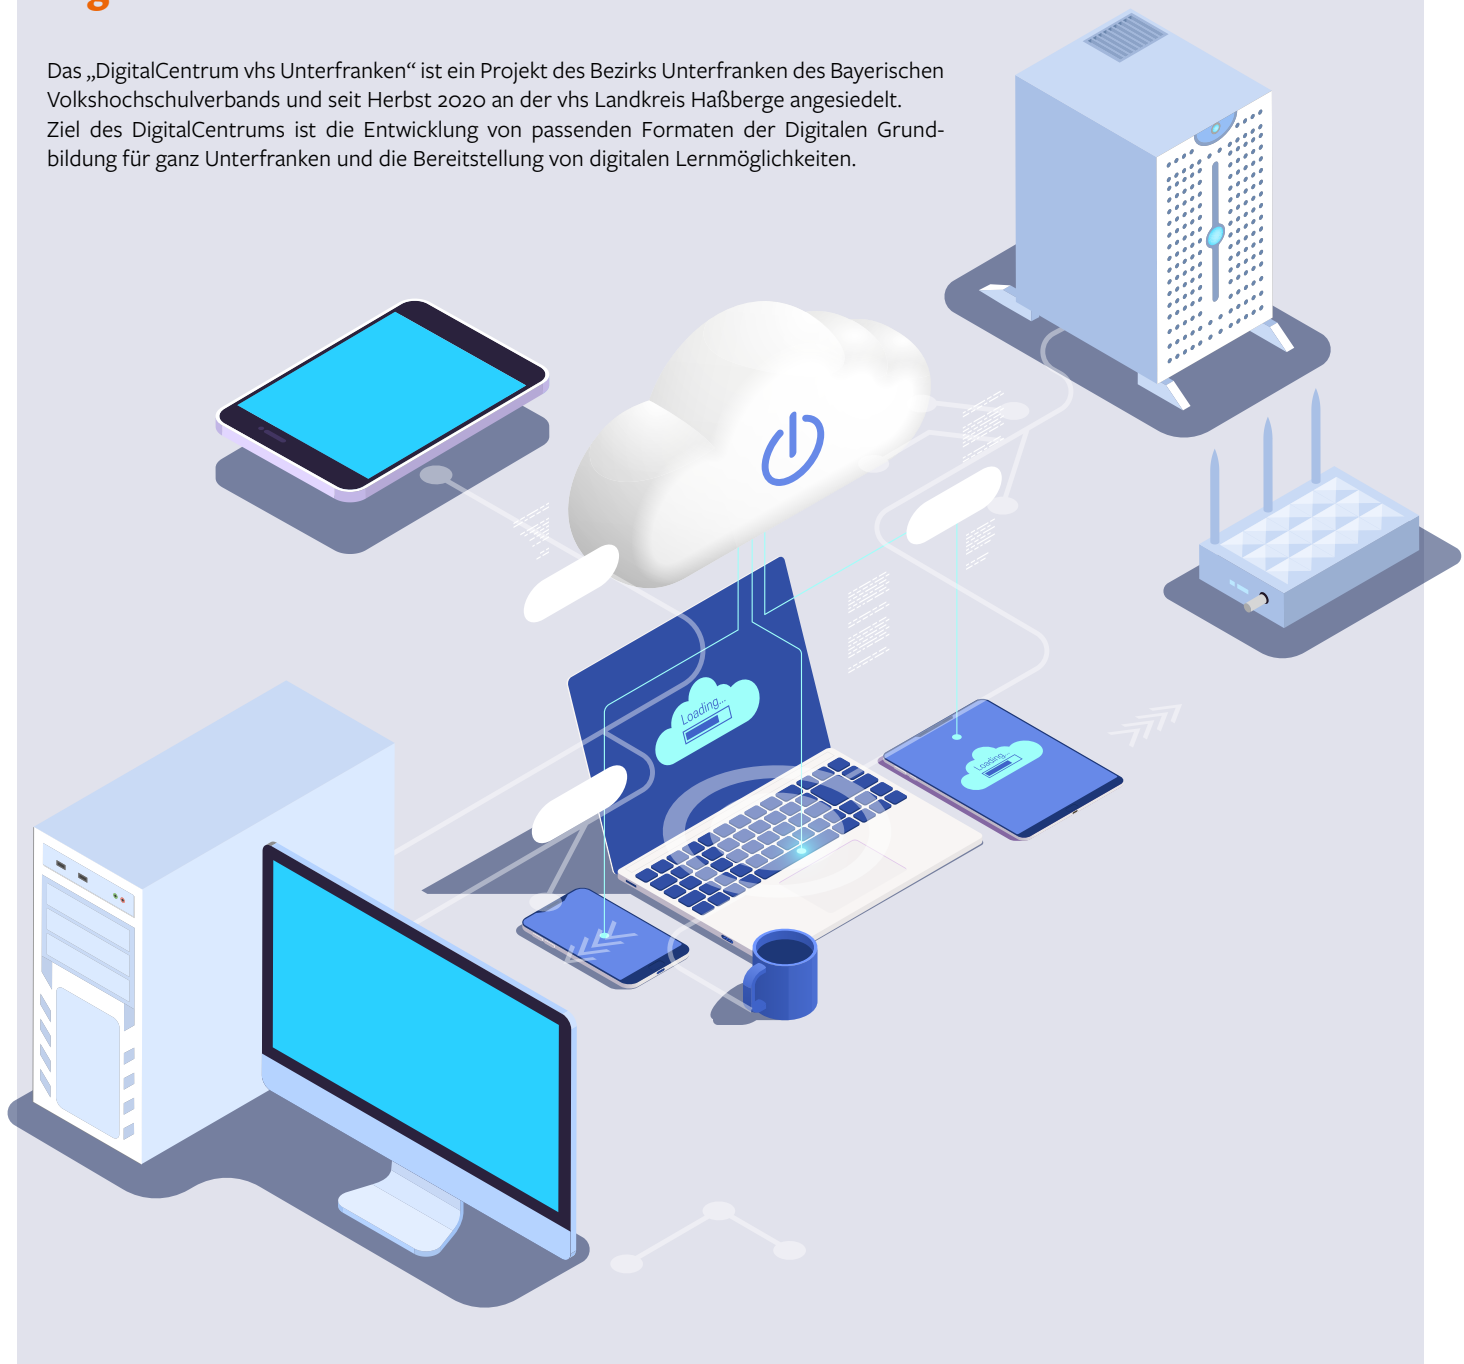 Das „DigitalCentrum vhs Unterfranken“ ist ein Projekt des Bezirks Unterfranken des Bayerischen
Volkshochschulverbands und seit Herbst 2020 an der vhs Landkreis Haßberge angesiedelt.
Ziel des DigitalCentrums ist die Entwicklung von passenden Formaten der Digitalen Grund-
bildung für ganz Unterfranken und die Bereitstellung von digitalen Lernmöglichkeiten.
Loading...
Loading...